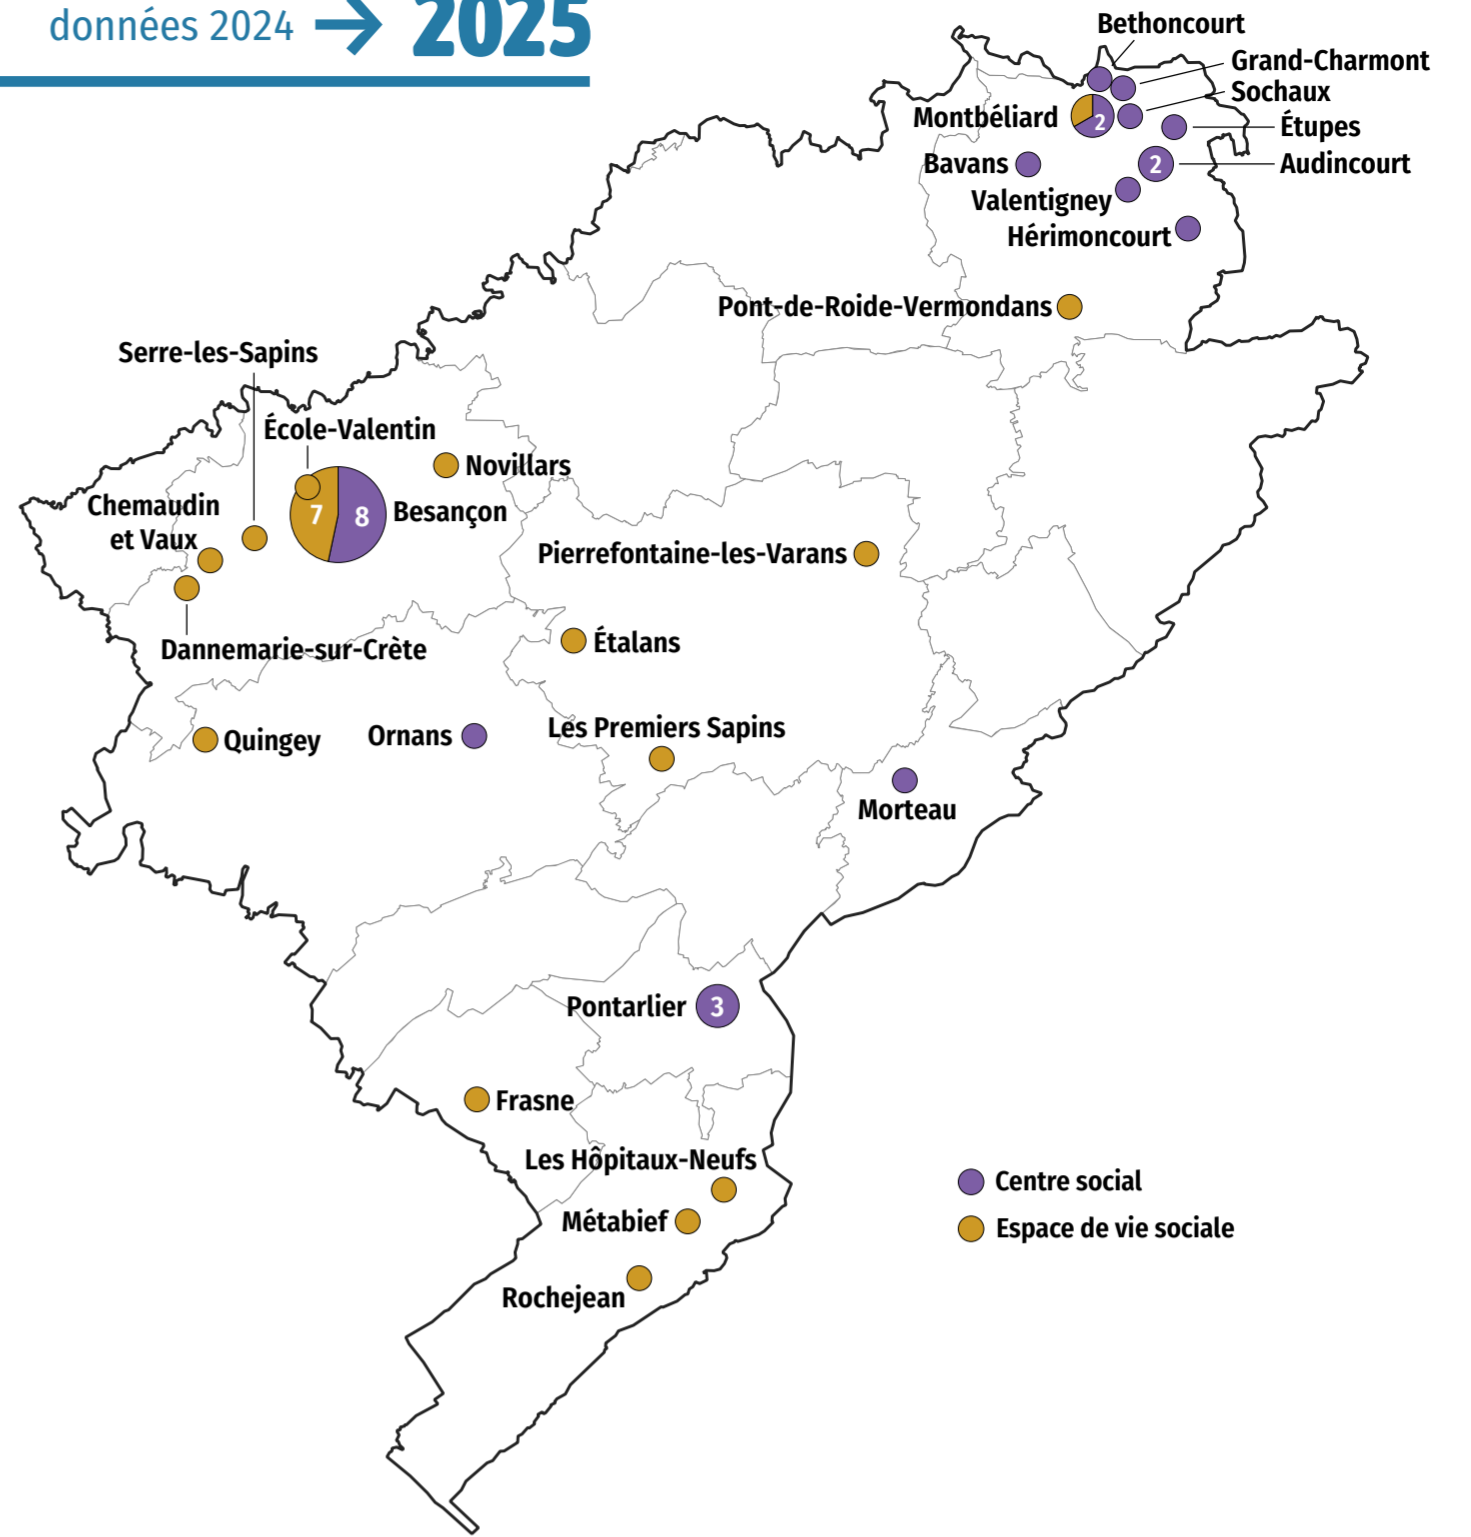 données 2024 → 2025
Bethoncourt
Grand-Charmont
Sochaux
Montbéliard
2
Étupes
Bavans
2
Audincourt
Valentigney
Hérimoncourt
Pont-de-Roide-Vermondans
Serre-les-Sapins
École-Valentin
Novillars
Chemaudin
et Vaux
7
8
Besançon
Pierrefontaine-les-Varans
Dannemarie-sur-Crète
Étalans
Quingey
Ornans
Les Premiers Sapins
Morteau
Pontarlier
3
Frasne
Les Hôpitaux-Neufs
Métabief
Rochejean
Centre social
Espace de vie sociale